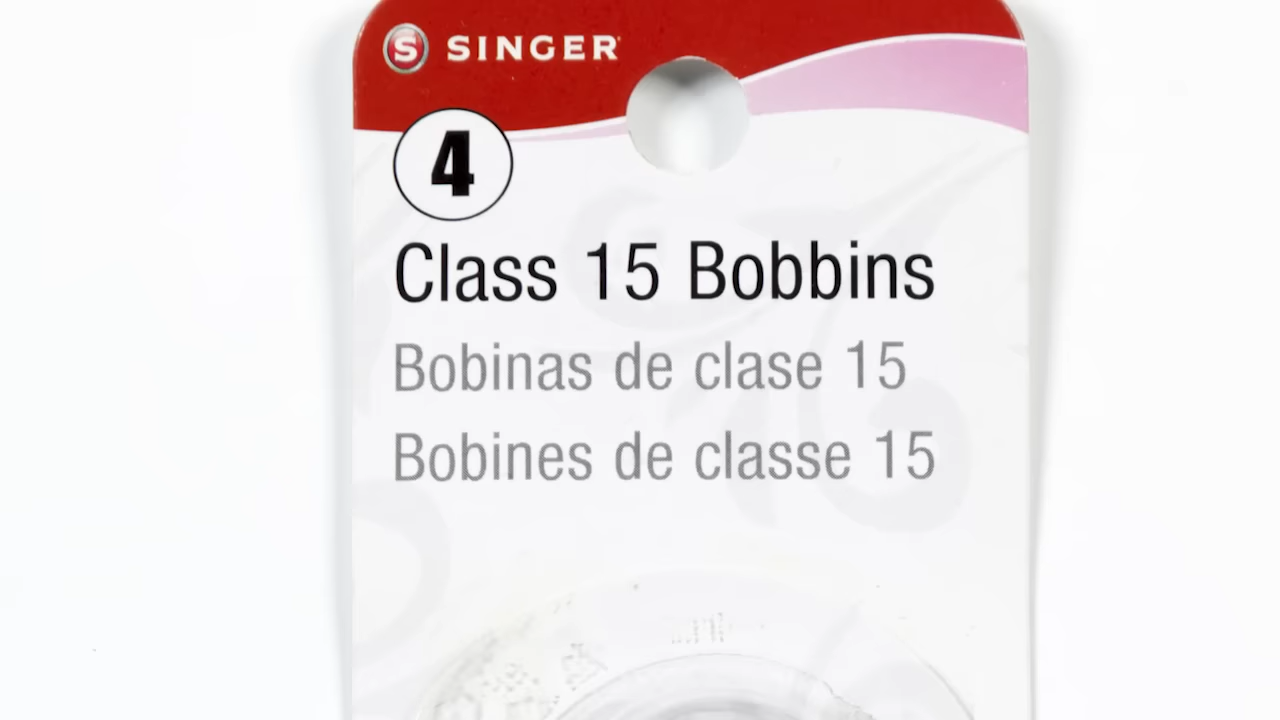 S SINGER
4
Class 15 Bobbins
Bobinas de clase 15
Bobines de classe 15